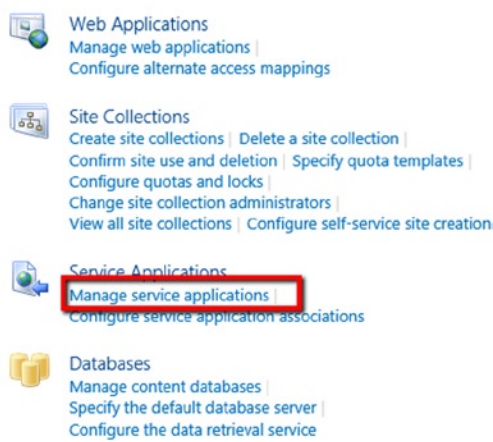 Web Applications
Manage web applications |
Configure alternate access mappings
Site Collections
Create site collections | Delete a site collection |
Confirm site use and deletion | Specify quota templates |
Configure quotas and locks |
Change site collection administrators |
View all site collections | Configure self-service site creation
Service Applications
Manage service applications |
Configure service application associations
Databases
Manage content databases |
Specify the default database server |
Configure the data retrieval service